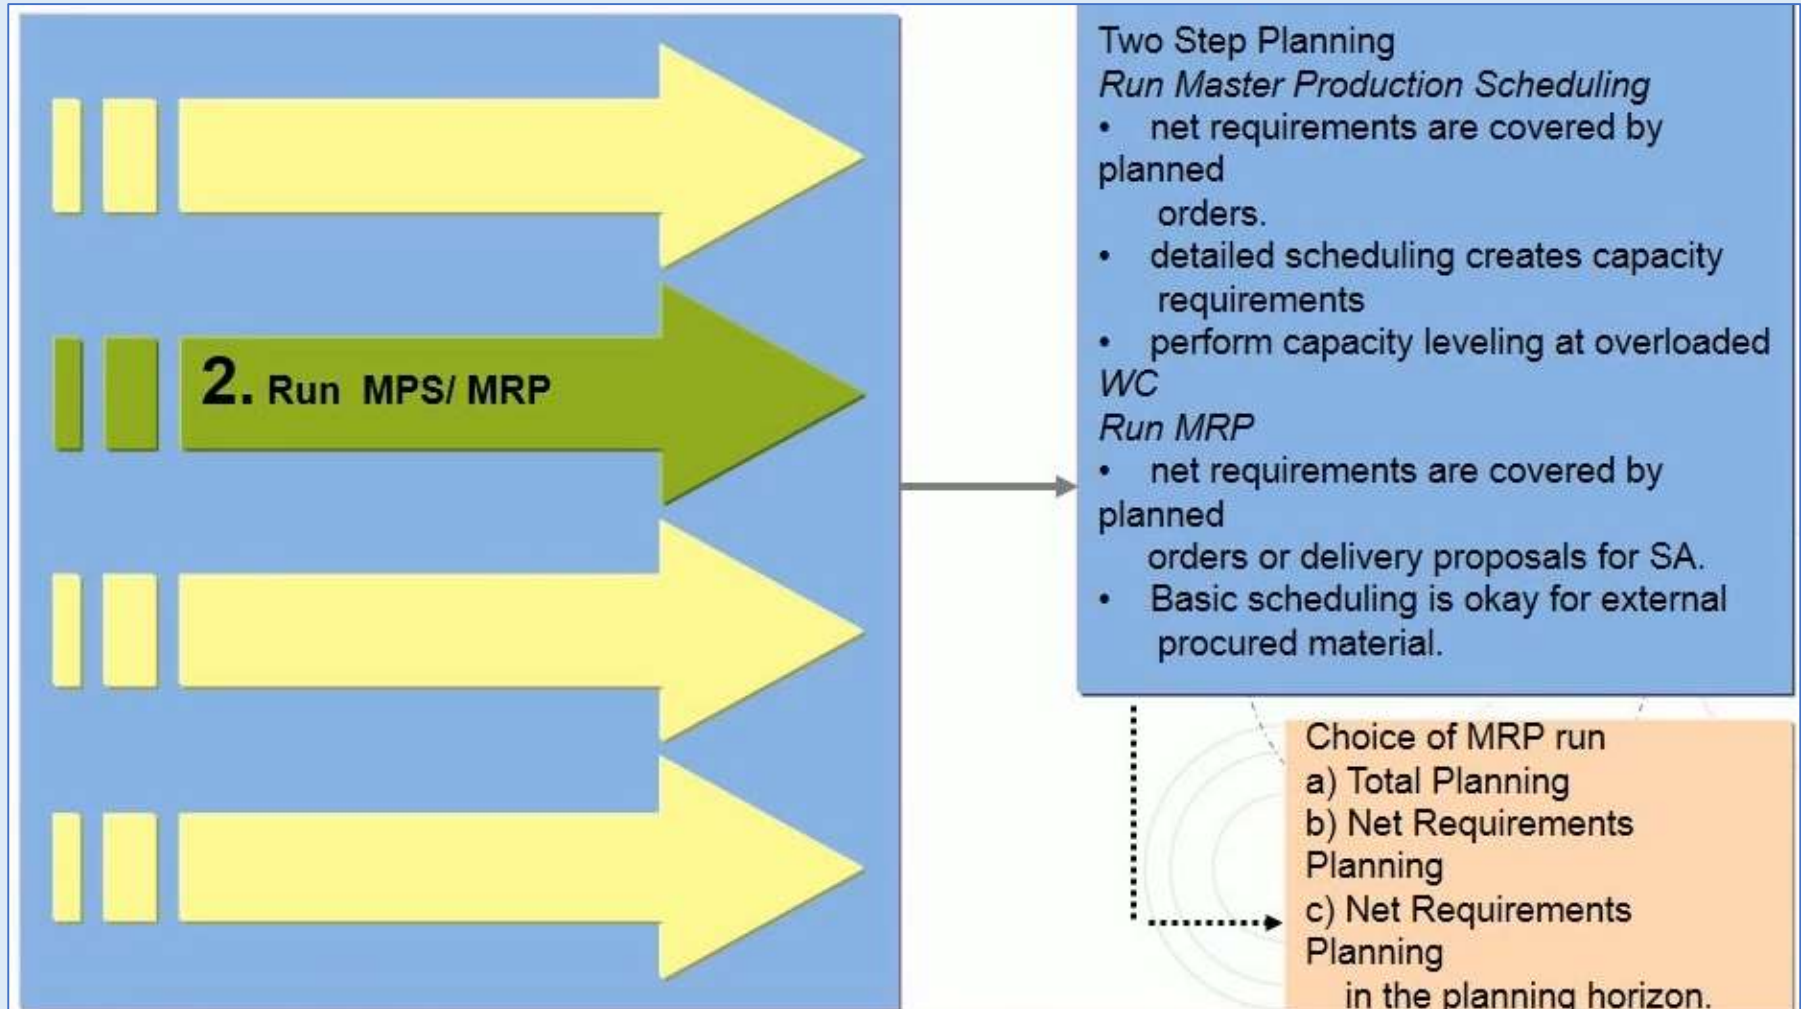 2. Run MPS/ MRP
Two Step Planning
Run Master Production Scheduling
• net requirements are covered by
planned
orders.
• detailed scheduling creates capacity
requirements
• perform capacity leveling at overloaded
WC
Run MRP
• net requirements are covered by
planned
orders or delivery proposals for SA.
• Basic scheduling is okay for external
procured material.
Choice of MRP run
a) Total Planning
b) Net Requirements
Planning
c) Net Requirements
Planning
in the planning horizon.